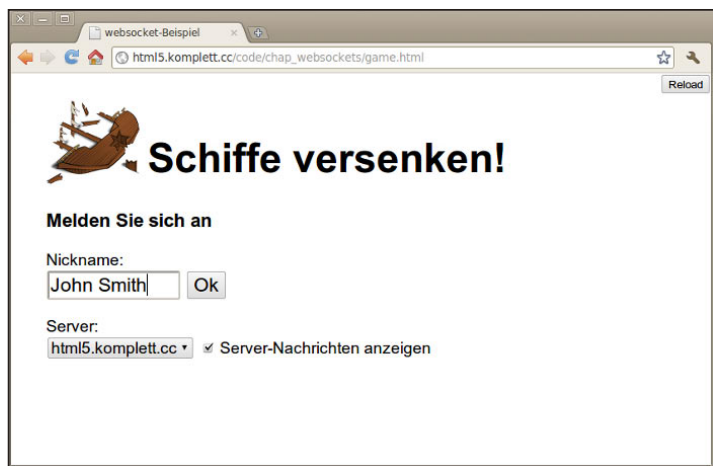 websocket-Beispiel
html5.komplett.cc/code/chap_websockets/game.html
Reload
Schiffe versenken!
Melden Sie sich an
Nickname:
John Smith Ok
Server:
html5.komplett.cc Server-Nachrichten anzeigen